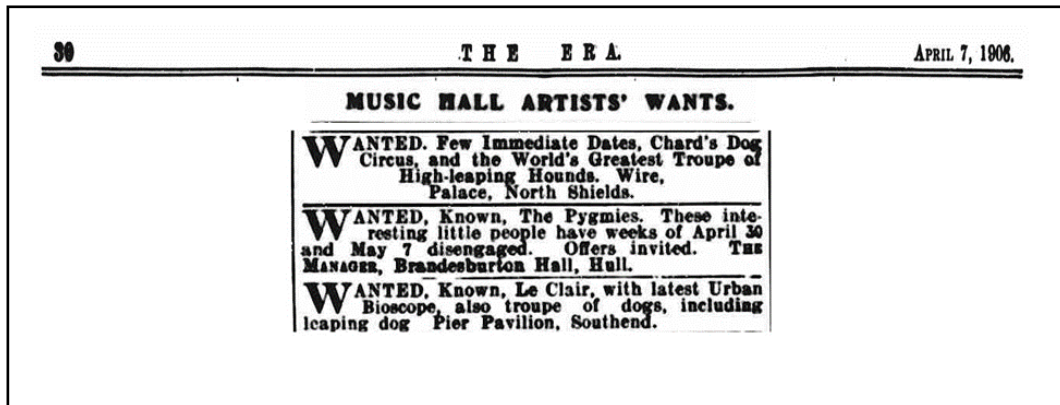 30 THE ERA. APRIL 7, 1906.
MUSIC HALL ARTISTS' WANTS.
WANTED. Few Immediate Dates, Chard's Dog
Circus, and the World's Greatest Troupe of
High-leaping Hounds. Wire,
Palace, North Shields.
WANTED, Known, The Pygmies. These inte-
resting little people have weeks of April 30
and May 7 disengaged. Offers invited. THE
MANAGER, Brandesburton Hall, Hull.
WANTED, Known, Le Clair, with latest Urban
Bioscope, also troupe of dogs, including
leaping dog Pier Pavilion, Southend.